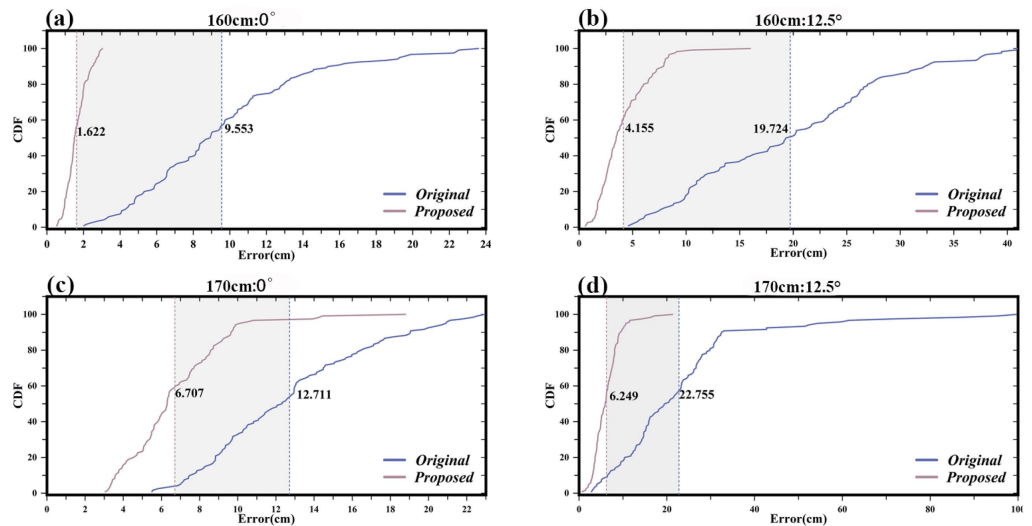 (a) 160cm:0°
CDF
100
80
60
40
20
0
1.622
9.553
Original
Proposed
0 2 4 6 8 10 12 14 16 18 20 22 24
Error(cm)
(b) 160cm:12.5°
CDF
100
80
60
40
20
0
4.155
19.724
Original
Proposed
0 5 10 15 20 25 30 35 40
Error(cm)
(c) 170cm:0°
CDF
100
80
60
40
20
0
6.707
12.711
Original
Proposed
0 2 4 6 8 10 12 14 16 18 20 22
Error(cm)
(d) 170cm:12.5°
CDF
100
80
60
40
20
0
6.249
22.755
Original
Proposed
0 10 20 40 60 80 100
Error(cm)